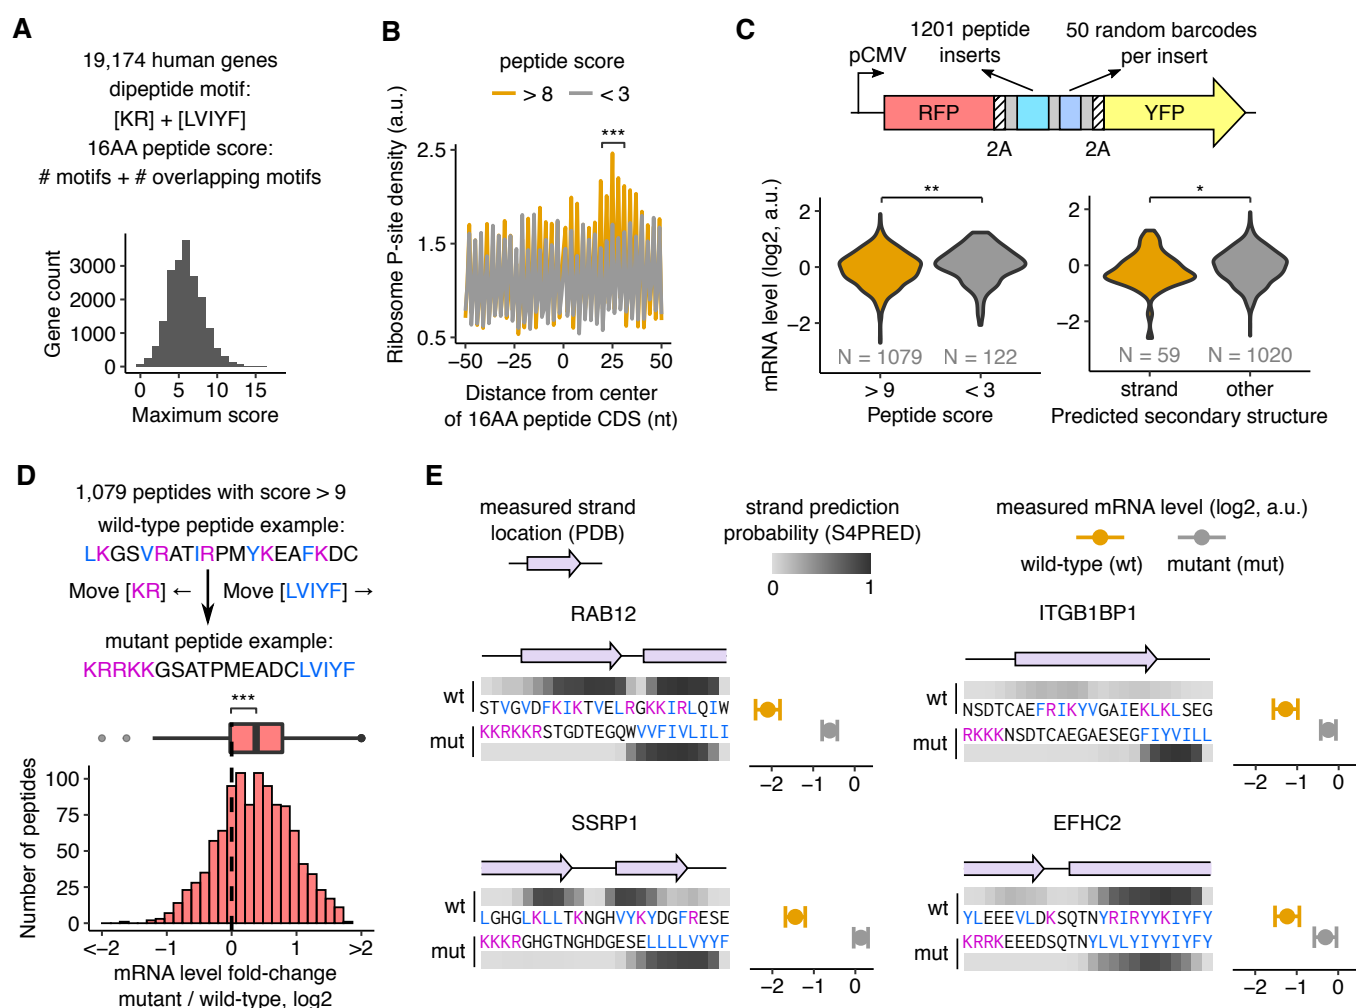 A
19,174 human genes
dipeptide motif:
[KR] + [LVIYF]
16AA peptide score:
# motifs + # overlapping motifs
Gene count
3000
2000
1000
0
0 5 10 15
Maximum score
B
peptide score
> 8 < 3
Ribosome P-site density (a.u.)
***
2.5
1.5
0.5
−50 −25 0 25 50
Distance from center
of 16AA peptide CDS (nt)
C
1201 peptide
inserts
50 random barcodes
per insert
pCMV
RFP YFP
2A 2A
mRNA level (log2, a.u.)
** *
2
0
−2
2
0
−2
N = 1079 N = 122
N = 59 N = 1020
> 9 < 3
strand other
Peptide score
Predicted secondary structure
D
1,079 peptides with score > 9
wild-type peptide example:
LKGSVRATIRPMYKEAFKDC
Move [KR] ← Move [LVIYF] →
mutant peptide example:
KRRKKGSATPMEADCLVIYF
***
Number of peptides
100
75
50
25
0
<−2 −1 0 1 >2
mRNA level fold-change
mutant / wild-type, log2
E
measured strand
location (PDB)
strand prediction
probability (S4PRED)
0 1
measured mRNA level (log2, a.u.)
wild-type (wt) mutant (mut)
RAB12
wt
STVGVDFKIKTVELRGKKIRLQIW
mut
KKRKKRSTGDTEGQWVVFIVLILI
−2 −1 0
ITGB1BP1
wt
NSDTCAEFRIKYVGAIEKLKLSEG
mut
RKKKNSDTCAEGAESEGFIYVILL
−2 −1 0
SSRP1
wt
LGHGLKLLTKNGHVYKYDGFRESE
mut
KKKRGHGTNGHDGESELLLLVYYF
−2 −1 0
EFHC2
wt
YLEEEVLDKSQTNYRIRYYKIYFY
mut
KRRKEEEDSQTNYLVLYIYYIYFY
−2 −1 0